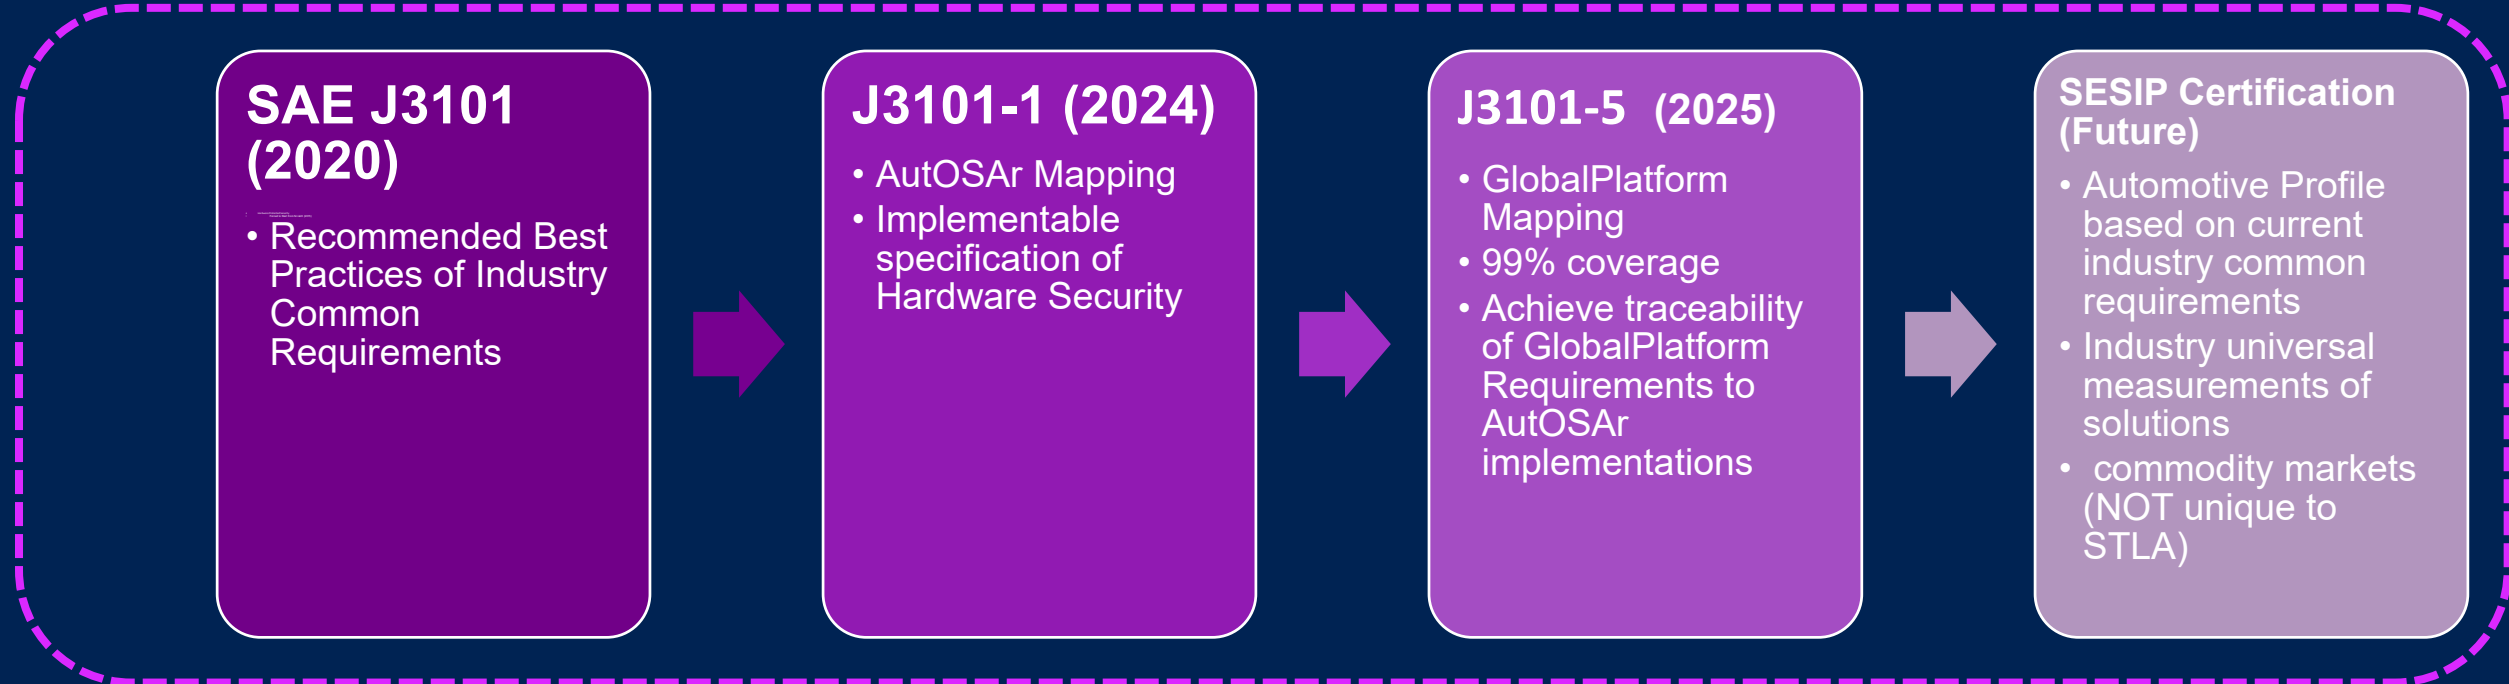 SAE J3101
(2020)
• Recommended Best
Practices of Industry
Common
Requirements
J3101-1 (2024)
• AutOSAr Mapping
• Implementable
specification of
Hardware Security
J3101-5 (2025)
• GlobalPlatform
Mapping
• 99% coverage
• Achieve traceability
of GlobalPlatform
Requirements to
AutOSAr
implementations
SESIP Certification
(Future)
• Automotive Profile
based on current
industry common
requirements
• Industry universal
measurements of
solutions
• commodity markets
(NOT unique to
STLA)